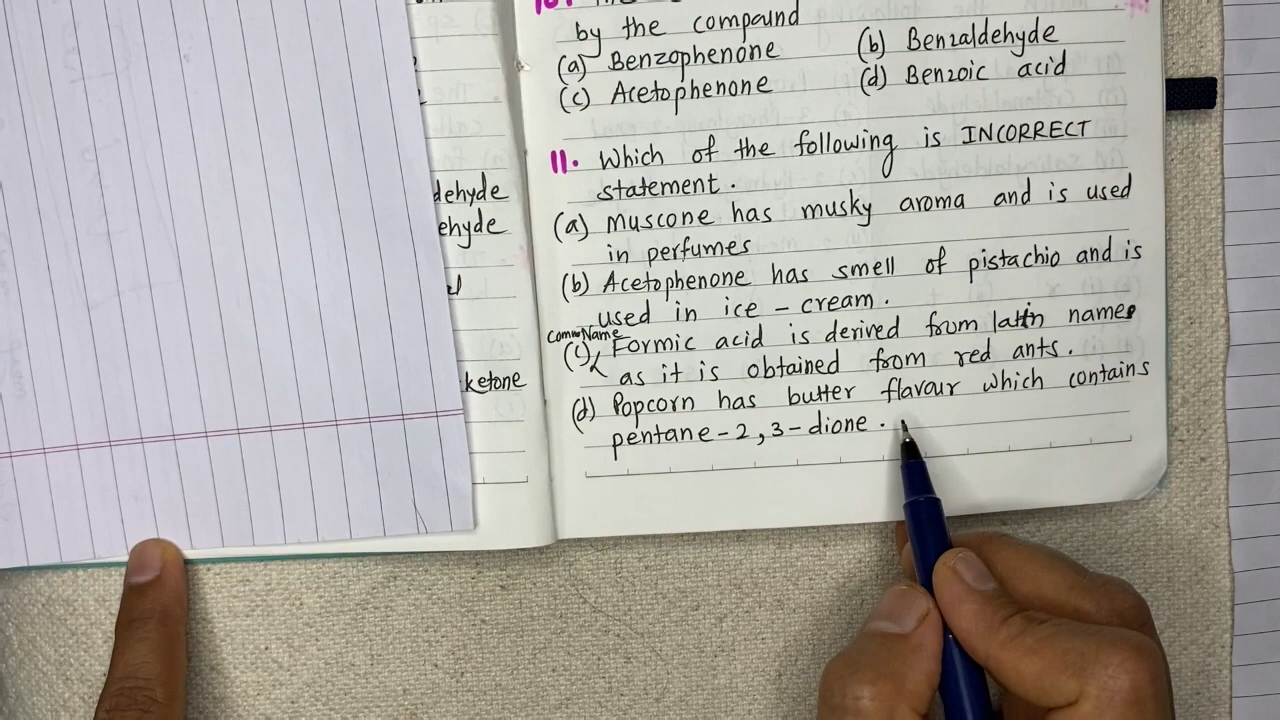 dehyde
ehyde
ketone
by the compound
(a) Benzophenone (b) Benzaldehyde
(c) Acetophenone (d) Benzoic acid
11. Which of the following is INCORRECT
statement.
(a) Muscone has musky aroma and is used
in perfumes
(b) Acetophenone has smell of pistachio and is
used in ice-cream.
Common Name
(c) Formic acid is derived from latin names
as it is obtained from red ants.
(d) Popcorn has butter flavour which contains
pentane-2,3-dione.